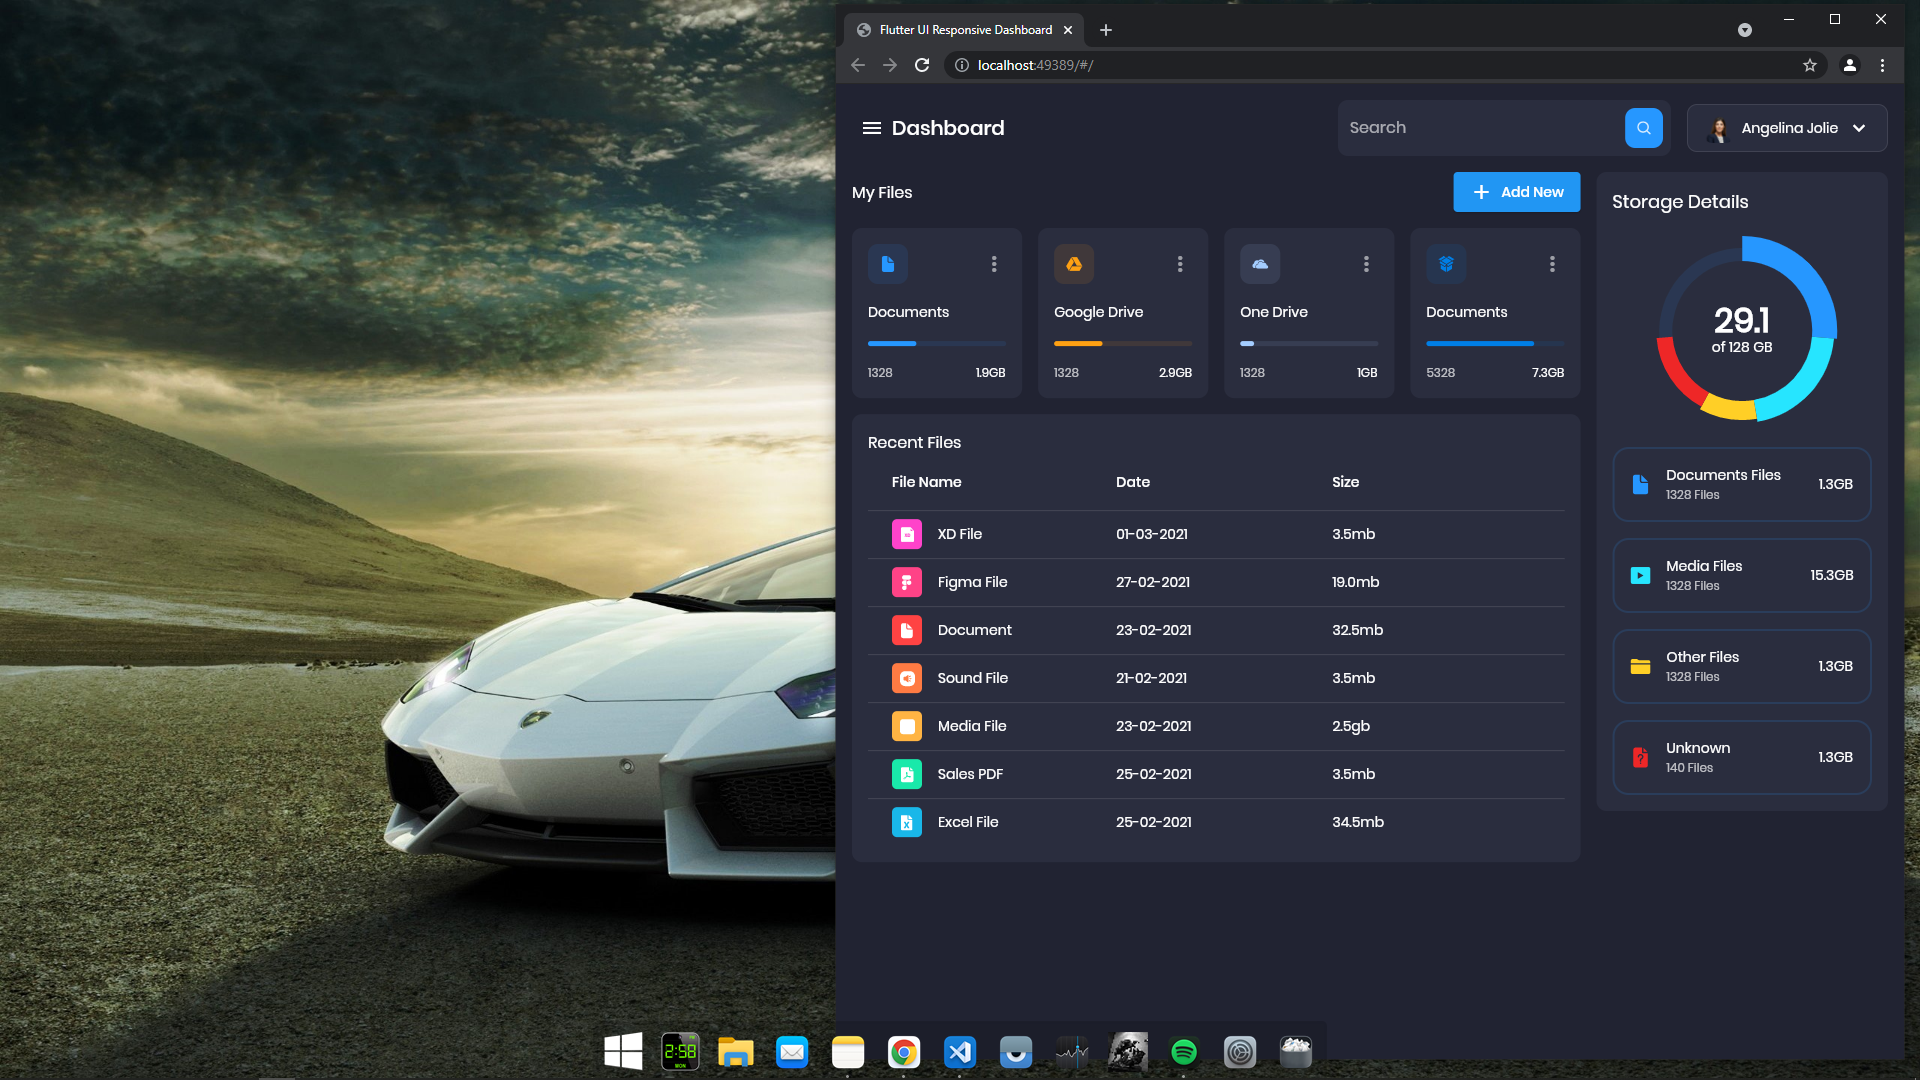 Flutter UI Responsive Dashboard
localhost:49389/#/
Dashboard
Search
Angelina Jolie
My Files
Add New
Documents
1328 1.9GB
Google Drive
1328 2.9GB
One Drive
1328 1GB
Documents
5328 7.3GB
Recent Files
File Name Date Size
XD File 01-03-2021 3.5mb
Figma File 27-02-2021 19.0mb
Document 23-02-2021 32.5mb
Sound File 21-02-2021 3.5mb
Media File 23-02-2021 2.5gb
Sales PDF 25-02-2021 3.5mb
Excel File 25-02-2021 34.5mb
Storage Details
29.1
of 128 GB
Documents Files
1328 Files
1.3GB
Media Files
1328 Files
15.3GB
Other Files
1328 Files
1.3GB
Unknown
140 Files
1.3GB
2:58
MON